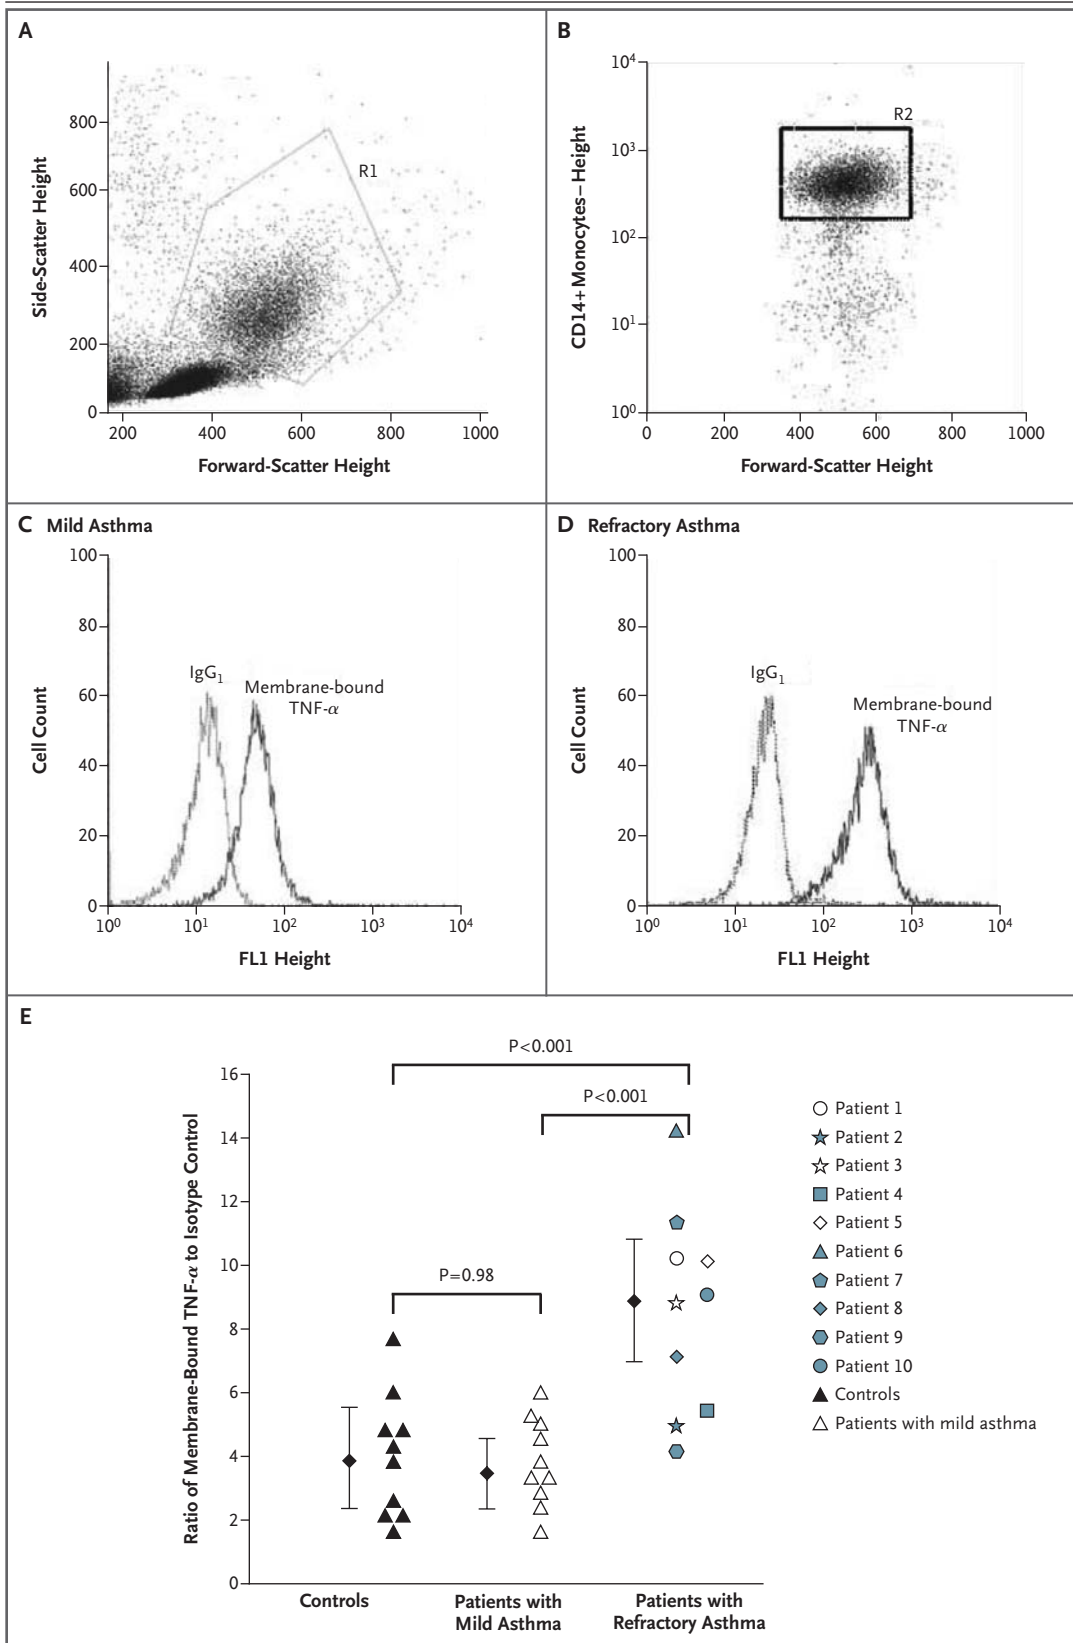 A
Side-Scatter Height
800
600
400
200
0
R1
200 400 600 800 1000
Forward-Scatter Height
B
CD14+ Monocytes–Height
10⁴
10³
10²
10¹
10⁰
R2
0 200 400 600 800 1000
Forward-Scatter Height
C Mild Asthma
Cell Count
100
80
60
40
20
0
IgG₁
Membrane-bound
TNF-α
10⁰ 10¹ 10² 10³ 10⁴
FL1 Height
D Refractory Asthma
Cell Count
100
80
60
40
20
0
IgG₁
Membrane-bound
TNF-α
10⁰ 10¹ 10² 10³ 10⁴
FL1 Height
E
Ratio of Membrane-Bound TNF-α to Isotype Control
16
14
12
10
8
6
4
2
0
P<0.001
P<0.001
P=0.98
Controls
Patients with
Mild Asthma
Patients with
Refractory Asthma
Patient 1
Patient 2
Patient 3
Patient 4
Patient 5
Patient 6
Patient 7
Patient 8
Patient 9
Patient 10
Controls
Patients with mild asthma